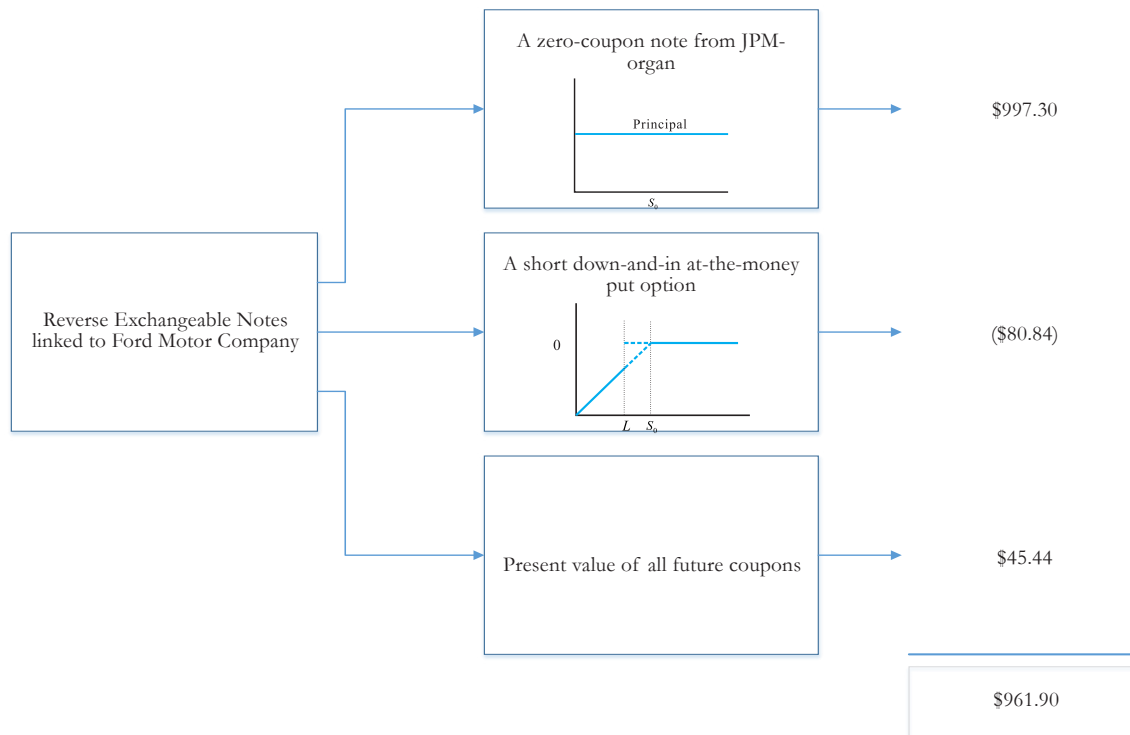 A zero-coupon note from JPM-
organ
Principal
S₀
$997.30
Reverse Exchangeable Notes
linked to Ford Motor Company
A short down-and-in at-the-money
put option
0
L S₀
($80.84)
Present value of all future coupons
$45.44
$961.90